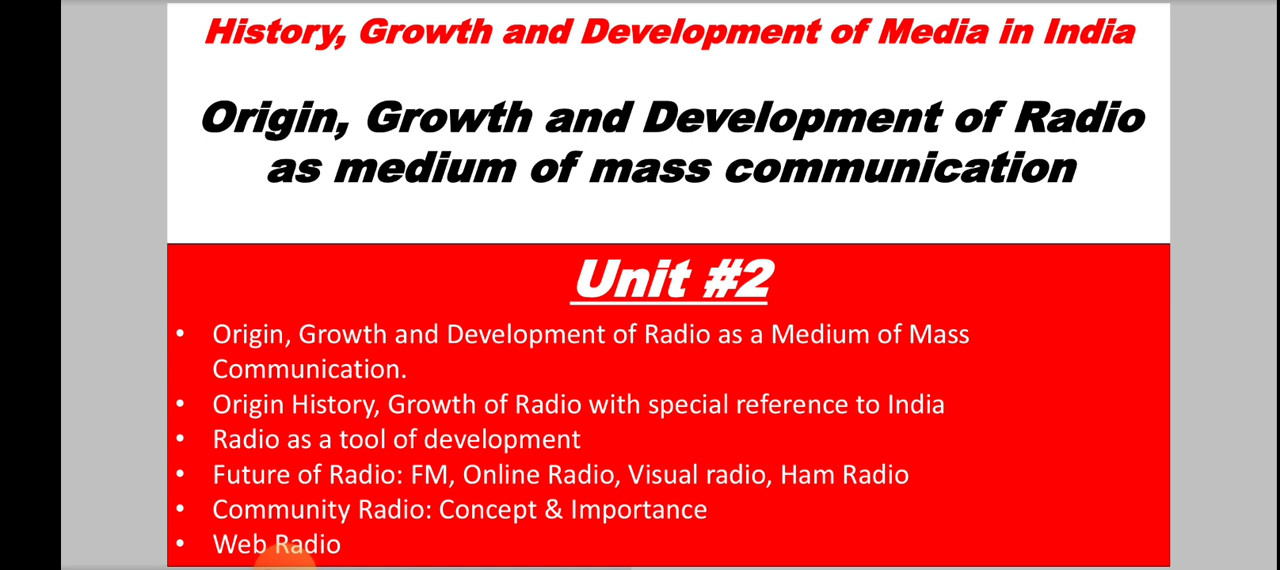 History, Growth and Development of Media in India
Origin, Growth and Development of Radio
as medium of mass communication
Unit #2
• Origin, Growth and Development of Radio as a Medium of Mass
Communication.
• Origin History, Growth of Radio with special reference to India
• Radio as a tool of development
• Future of Radio: FM, Online Radio, Visual radio, Ham Radio
• Community Radio: Concept & Importance
• Web Radio